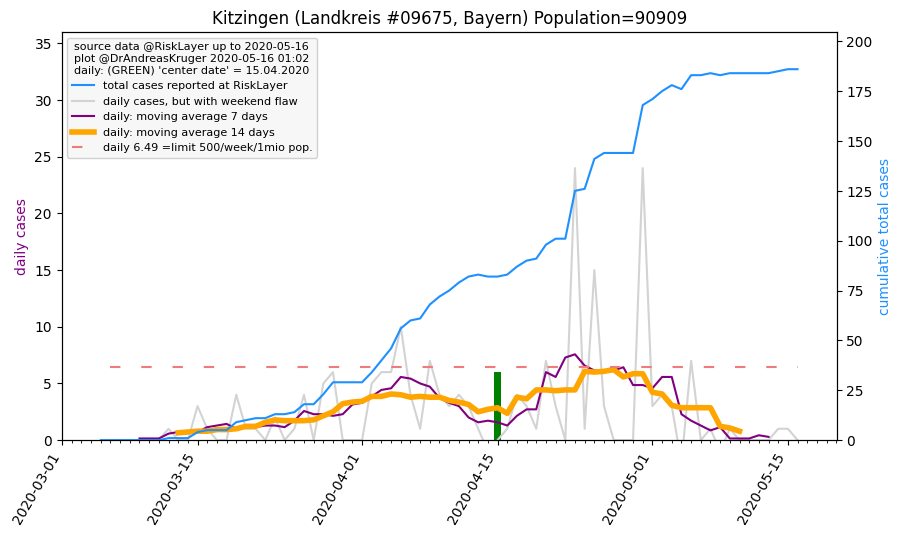 Kitzingen (Landkreis #09675, Bayern) Population=90909
source data @RiskLayer up to 2020-05-16
plot @DrAndreasKruger 2020-05-16 01:02
daily: (GREEN) 'center date' = 15.04.2020
total cases reported at RiskLayer
daily cases, but with weekend flaw
daily: moving average 7 days
daily: moving average 14 days
daily 6.49 =limit 500/week/1mio pop.
daily cases
35
30
25
20
15
10
5
0
cumulative total cases
200
175
150
125
100
75
50
25
0
2020-03-01
2020-03-15
2020-04-01
2020-04-15
2020-05-01
2020-05-15